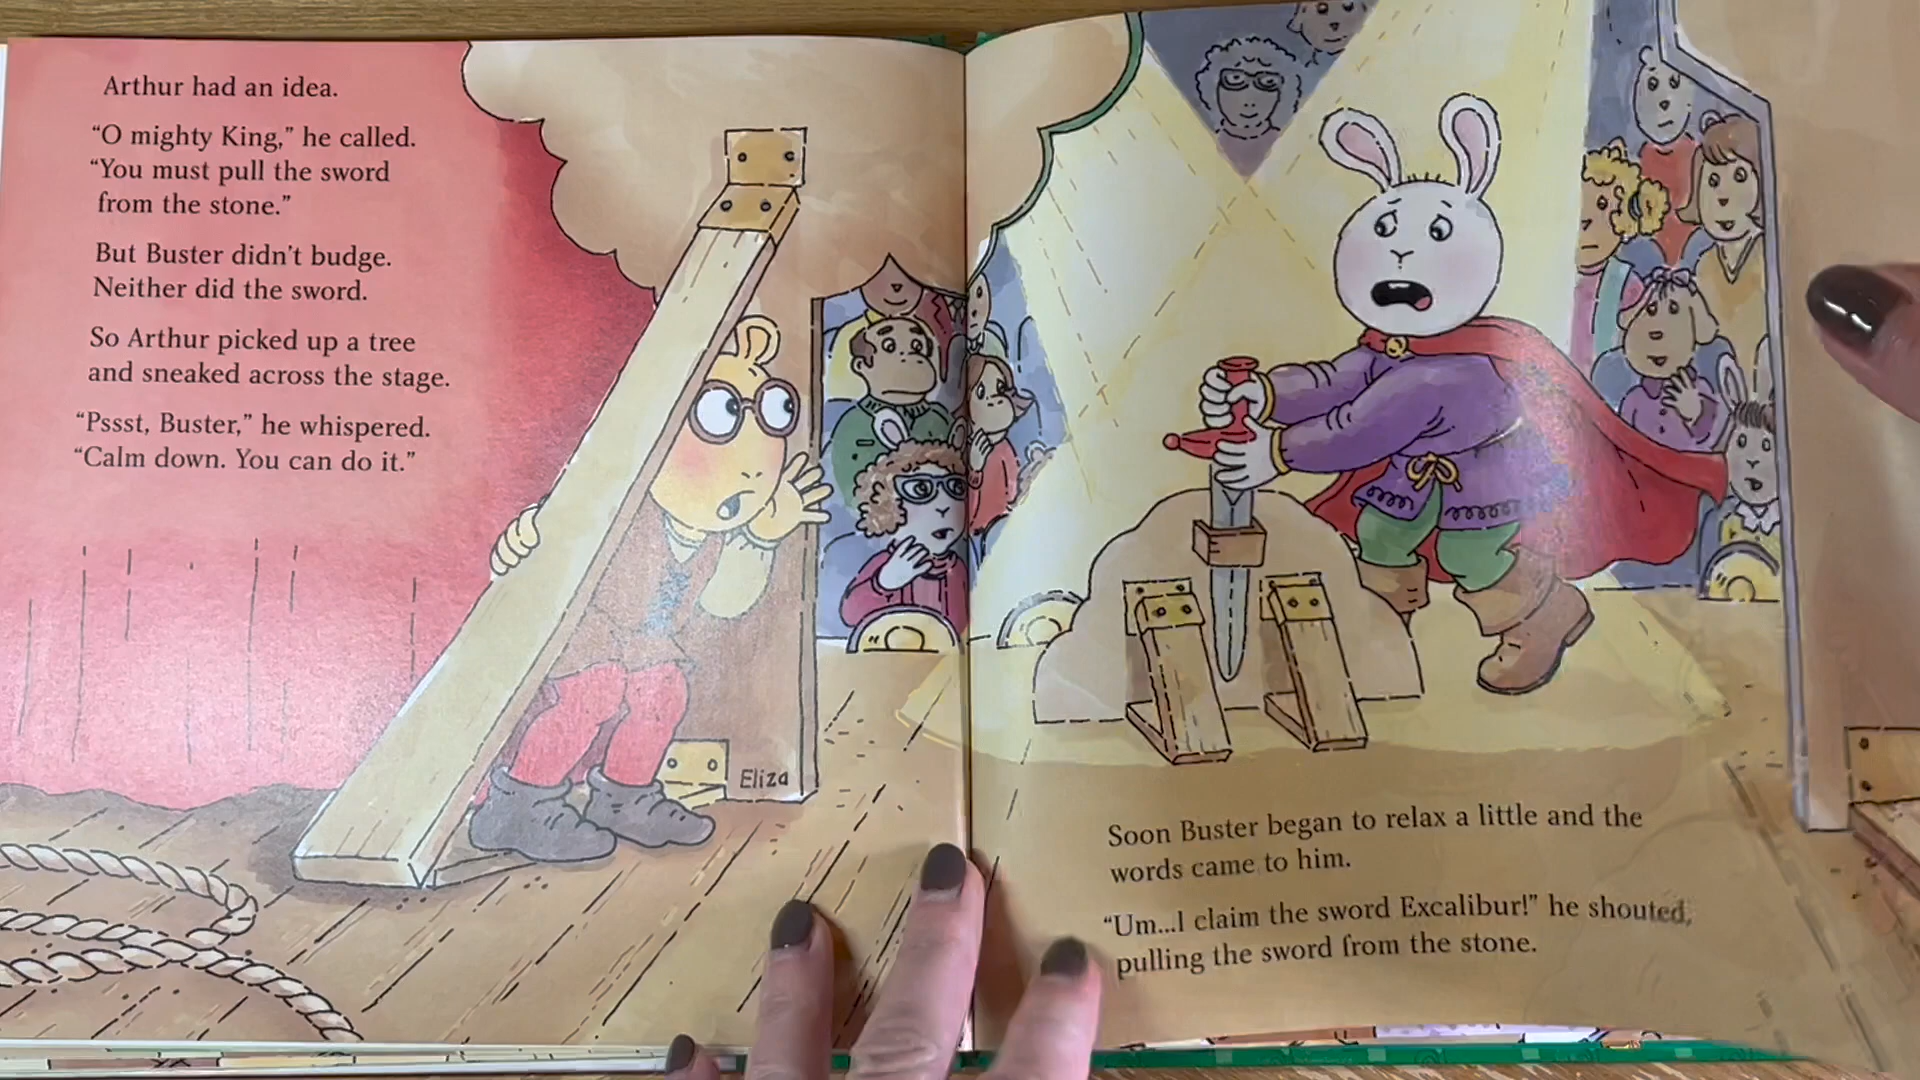 Arthur had an idea.
“O mighty King,” he called.
“You must pull the sword
from the stone.”
But Buster didn’t budge.
Neither did the sword.
So Arthur picked up a tree
and sneaked across the stage.
“Pssst, Buster,” he whispered.
“Calm down. You can do it.”
Eliza
Soon Buster began to relax a little and the
words came to him.
“Um...I claim the sword Excalibur!” he shouted,
pulling the sword from the stone.